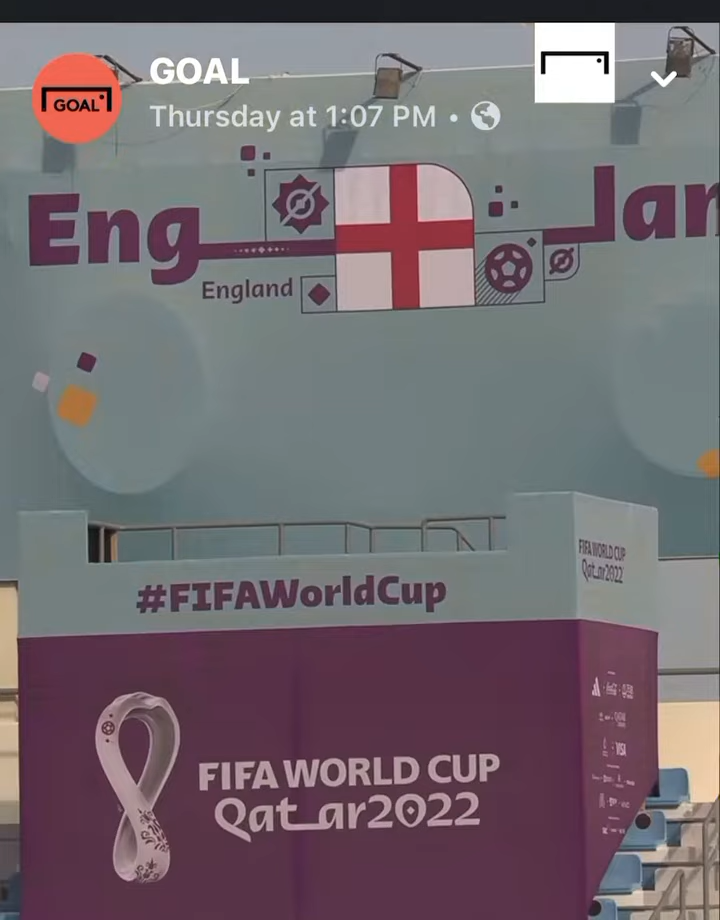 GOAL
GOAL
Thursday at 1:07 PM •
Eng lan
England
#FIFAWorldCup
FIFA WORLD CUP
Qatar2022
FIFA WORLD CUP
Qatar2022
VISA